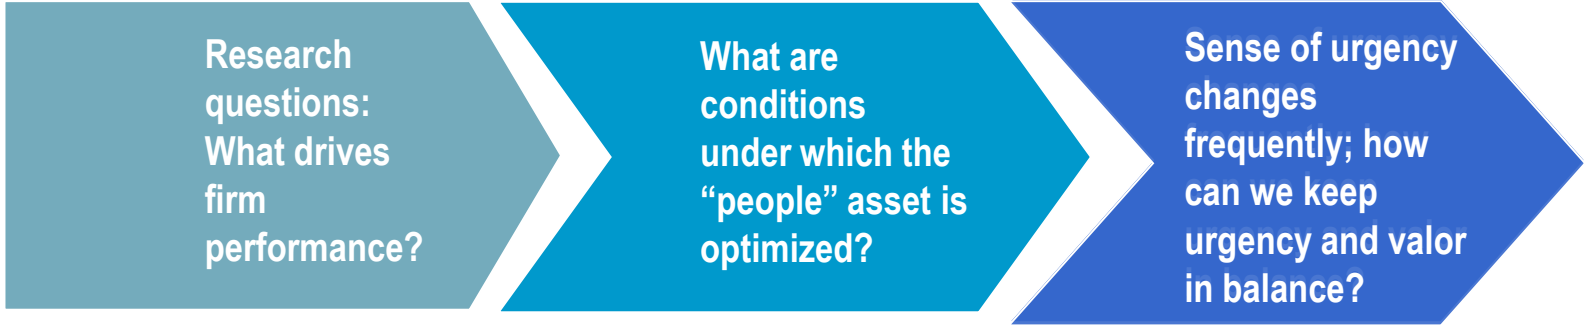 Research
questions:
What drives
firm
performance?
What are
conditions
under which the
“people” asset is
optimized?
Sense of urgency
changes
frequently; how
can we keep
urgency and valor
in balance?